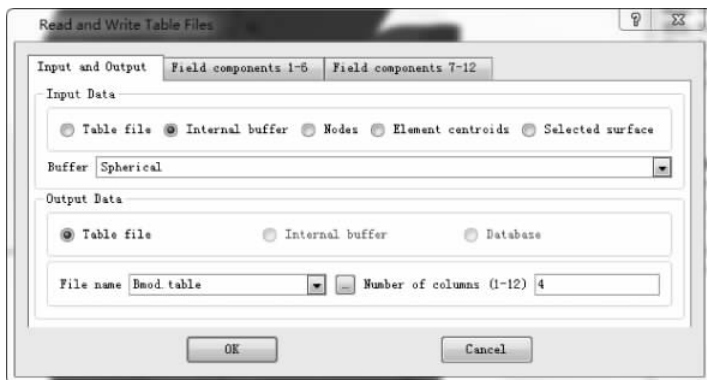 Read and Write Table Files
Input and Output Field components 1-6 Field components 7-12
Input Data
Table file Internal buffer Nodes Element centroids Selected surface
Buffer Spherical
Output Data
Table file Internal buffer Database
File name Bmod.table ... Number of columns (1-12) 4
OK Cancel